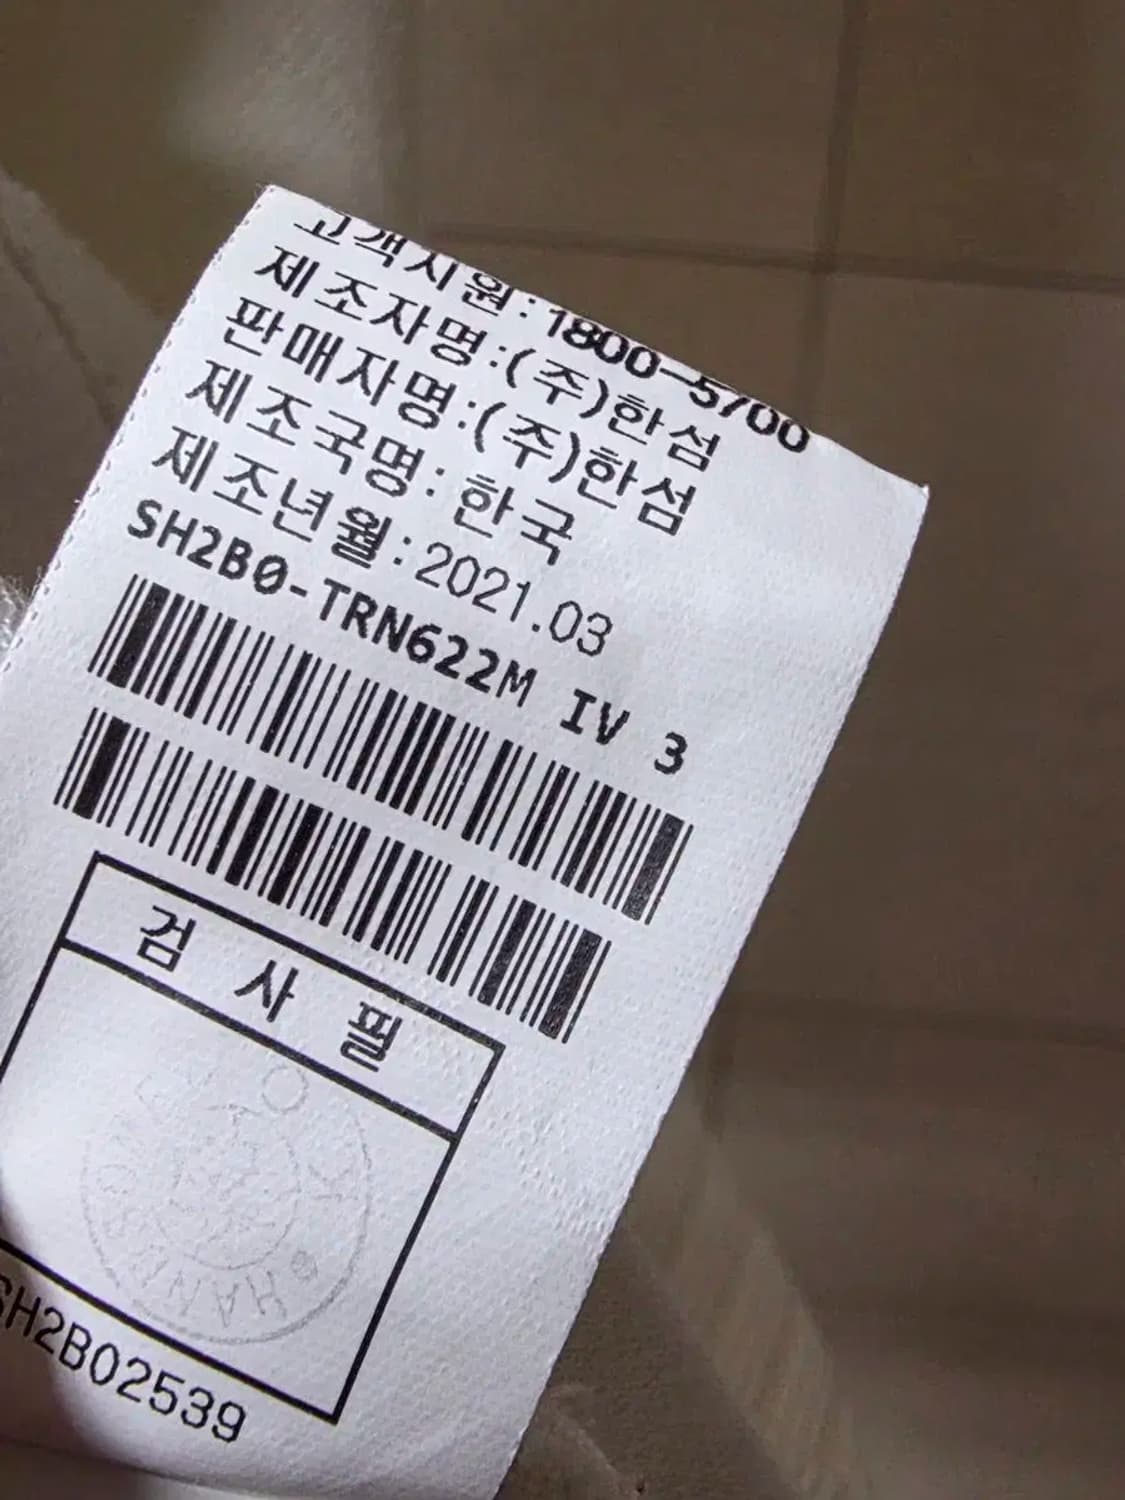 고객지원:1800-5700
제조자명:(주)한섬
판매자명:(주)한섬
제조국명:한국
제조년월:2021.03
SH2B0-TRN622M IV 3
검사필
SH2B02539